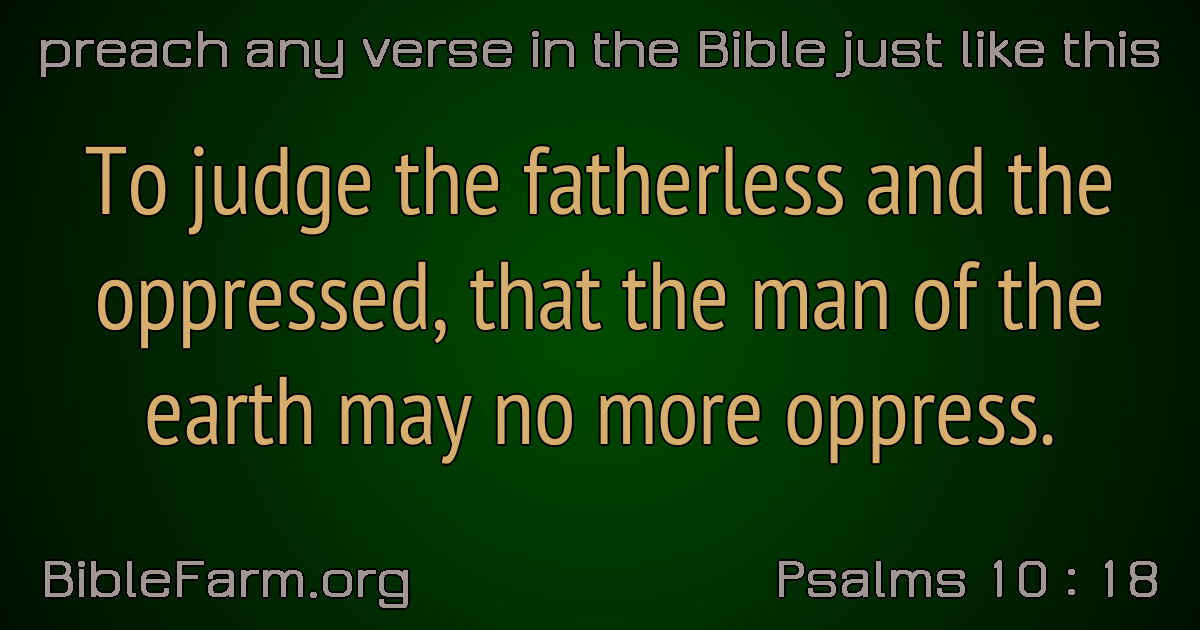 preach any verse in the Bible just like this
To judge the fatherless and the
oppressed, that the man of the
earth may no more oppress.
BibleFarm.org
Psalms 10 : 18